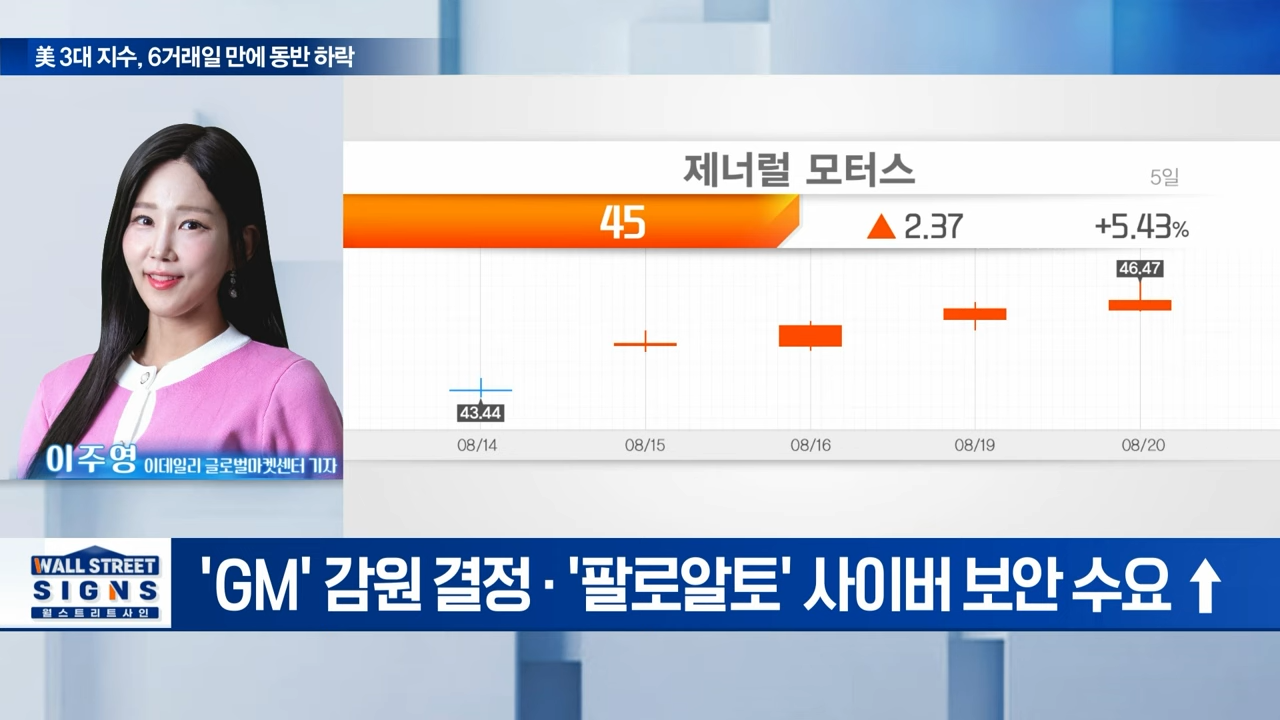 美 3대 지수, 6거래일 만에 동반 하락
제너럴 모터스
5일
45
▲ 2.37
+5.43%
46.47
43.44
08/14
08/15
08/16
08/19
08/20
이주영 이데일리 글로벌마켓센터 기자
WALL STREET
SIGNS
월스트리트사인
'GM' 감원 결정·'팔로알토' 사이버 보안 수요↑